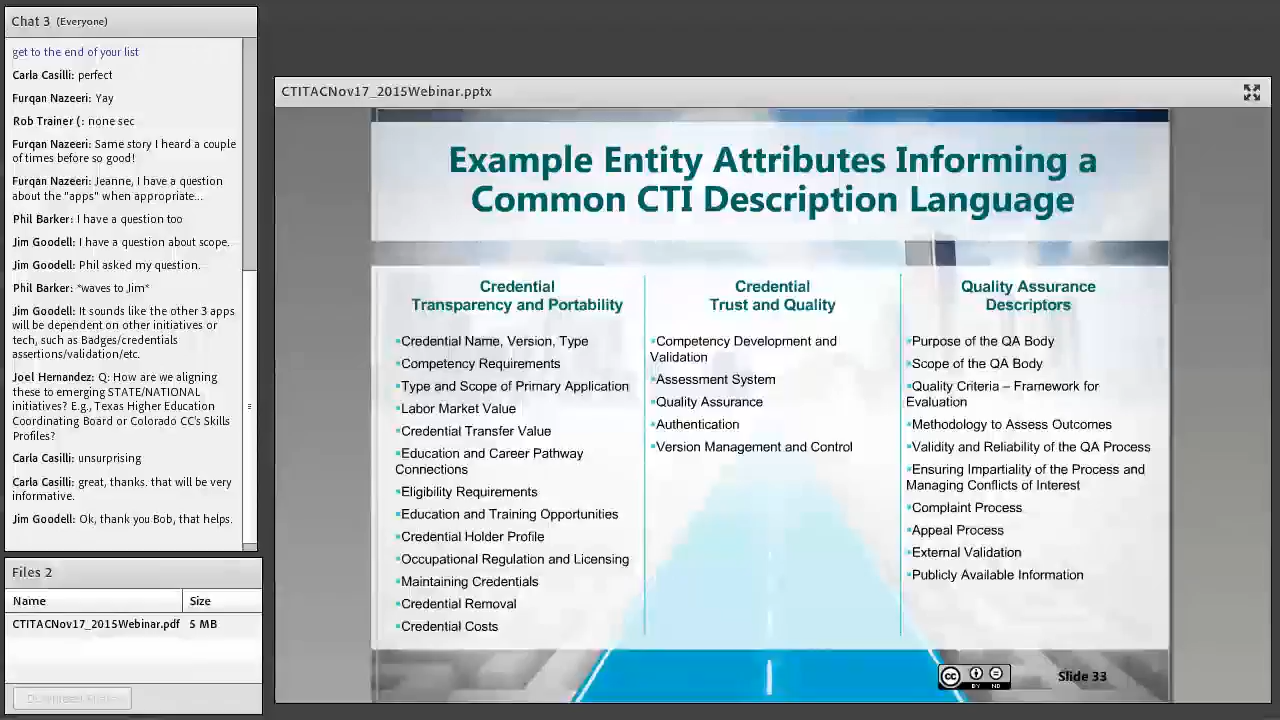 Chat 3 (Everyone)
get to the end of your list
Carla Casilli: perfect
Furqan Nazeeri: Yay
Rob Trainer (: none sec
Furqan Nazeeri: Same story I heard a couple
of times before so good!
Furqan Nazeeri: Jeanne, I have a question
about the "apps" when appropriate...
Phil Barker: I have a question too
Jim Goodell: I have a question about scope.
Jim Goodell: Phil asked my question.
Phil Barker: *waves to Jim*
Jim Goodell: It sounds like the other 3 apps
will be dependent on other initiatives or
tech, such as Badges/credentials
assertions/validation/etc.
Joel Hernandez: Q: How are we aligning
these to emerging STATE/NATIONAL
initiatives? E.g., Texas Higher Education
Coordinating Board or Colorado CC's Skills
Profiles?
Carla Casilli: unsurprising
Carla Casilli: great, thanks. that will be very
informative.
Jim Goodell: Ok, thank you Bob, that helps.
Files 2
Name Size
CTITACNov17_2015Webinar.pdf 5 MB
CTITACNov17_2015Webinar.pptx
Example Entity Attributes Informing a
Common CTI Description Language
Credential
Transparency and Portability
▪Credential Name, Version, Type
▪Competency Requirements
▪Type and Scope of Primary Application
▪Labor Market Value
▪Credential Transfer Value
▪Education and Career Pathway
Connections
▪Eligibility Requirements
▪Education and Training Opportunities
▪Credential Holder Profile
▪Occupational Regulation and Licensing
▪Maintaining Credentials
▪Credential Removal
▪Credential Costs
Credential
Trust and Quality
▪Competency Development and
Validation
▪Assessment System
▪Quality Assurance
▪Authentication
▪Version Management and Control
Quality Assurance
Descriptors
▪Purpose of the QA Body
▪Scope of the QA Body
▪Quality Criteria – Framework for
Evaluation
▪Methodology to Assess Outcomes
▪Validity and Reliability of the QA Process
▪Ensuring Impartiality of the Process and
Managing Conflicts of Interest
▪Complaint Process
▪Appeal Process
▪External Validation
▪Publicly Available Information
cc BY ND
Slide 33